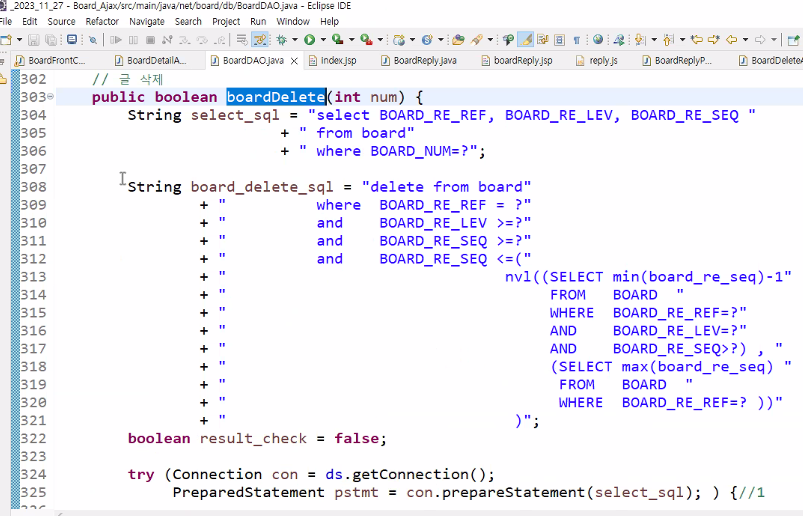 _2023_11_27 - Board_Ajax/src/main/java/net/board/db/BoardDAO.java - Eclipse IDE
File Edit Source Refactor Navigate Search Project Run Window Help
BoardFrontC... BoardDetailA... BoardDAO.java index.jsp BoardReply.java boardReply.jsp reply.js BoardReplyP... BoardDeleteA
302 // 글 삭제
303 public boolean boardDelete(int num) {
304 String select_sql = "select BOARD_RE_REF, BOARD_RE_LEV, BOARD_RE_SEQ "
305 + " from board"
306 + " where BOARD_NUM=?";
307
308 String board_delete_sql = "delete from board"
309 + " where BOARD_RE_REF = ?"
310 + " and BOARD_RE_LEV >=?"
311 + " and BOARD_RE_SEQ >=?"
312 + " and BOARD_RE_SEQ <=("
313 + " nvl((SELECT min(board_re_seq)-1"
314 + " FROM BOARD "
315 + " WHERE BOARD_RE_REF=?"
316 + " AND BOARD_RE_LEV=?"
317 + " AND BOARD_RE_SEQ>?) , "
318 + " (SELECT max(board_re_seq) "
319 + " FROM BOARD "
320 + " WHERE BOARD_RE_REF=? ))"
321 + " )";
322 boolean result_check = false;
323
324 try (Connection con = ds.getConnection();
325 PreparedStatement pstmt = con.prepareStatement(select_sql); ) {//1